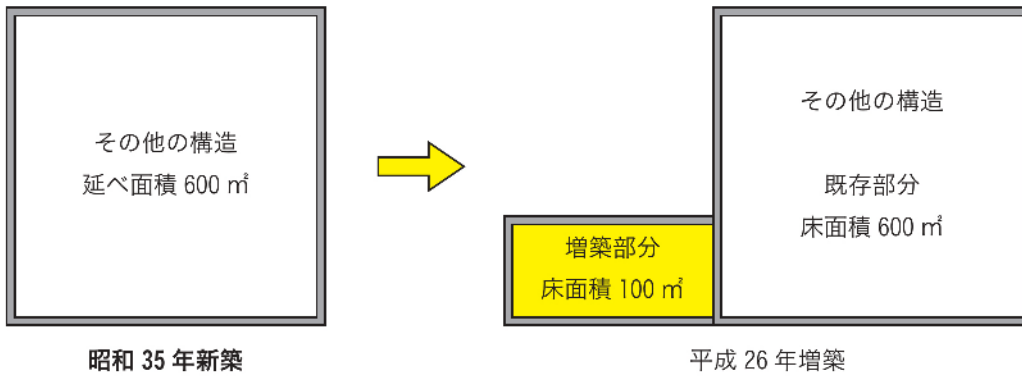 その他の構造
延べ面積 600 ㎡
昭和 35 年新築
その他の構造
既存部分
床面積 600 ㎡
増築部分
床面積 100 ㎡
平成 26 年増築